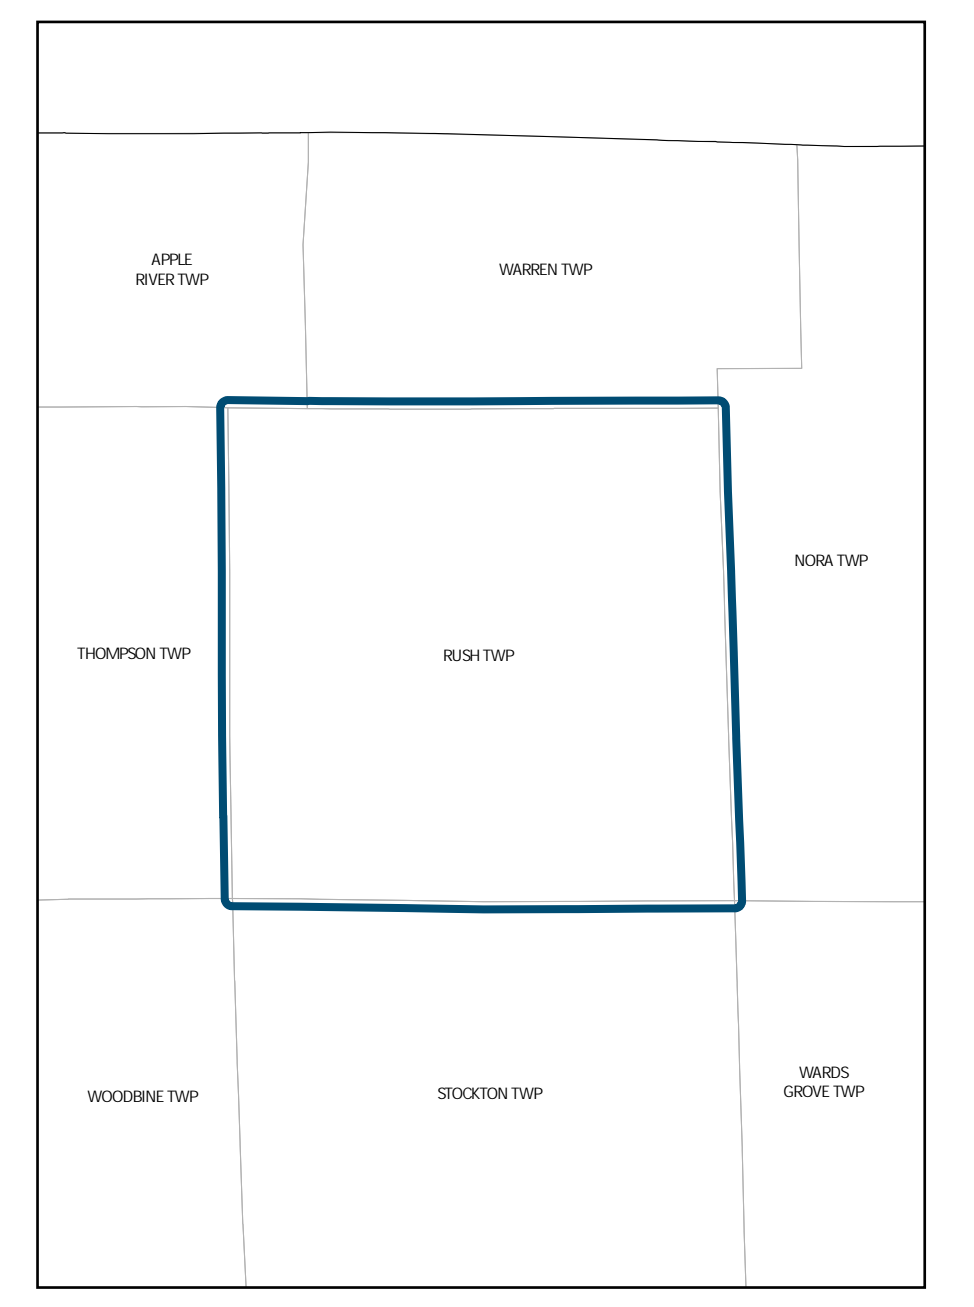 APPLE
RIVER TWP
WARREN TWP
NORA TWP
THOMPSON TWP
RUSH TWP
WOODBINE TWP
STOCKTON TWP
WARDS
GROVE TWP